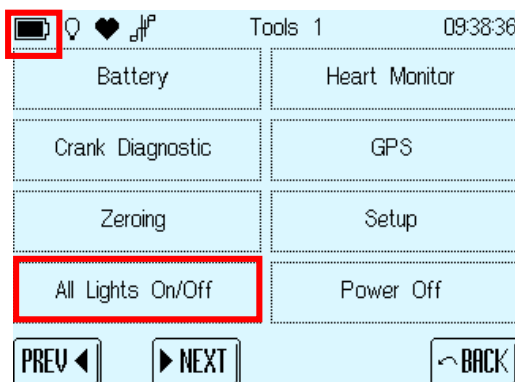 Tools 1 09:38:36
Battery Heart Monitor
Crank Diagnostic GPS
Zeroing Setup
All Lights On/Off Power Off
PREV NEXT BACK